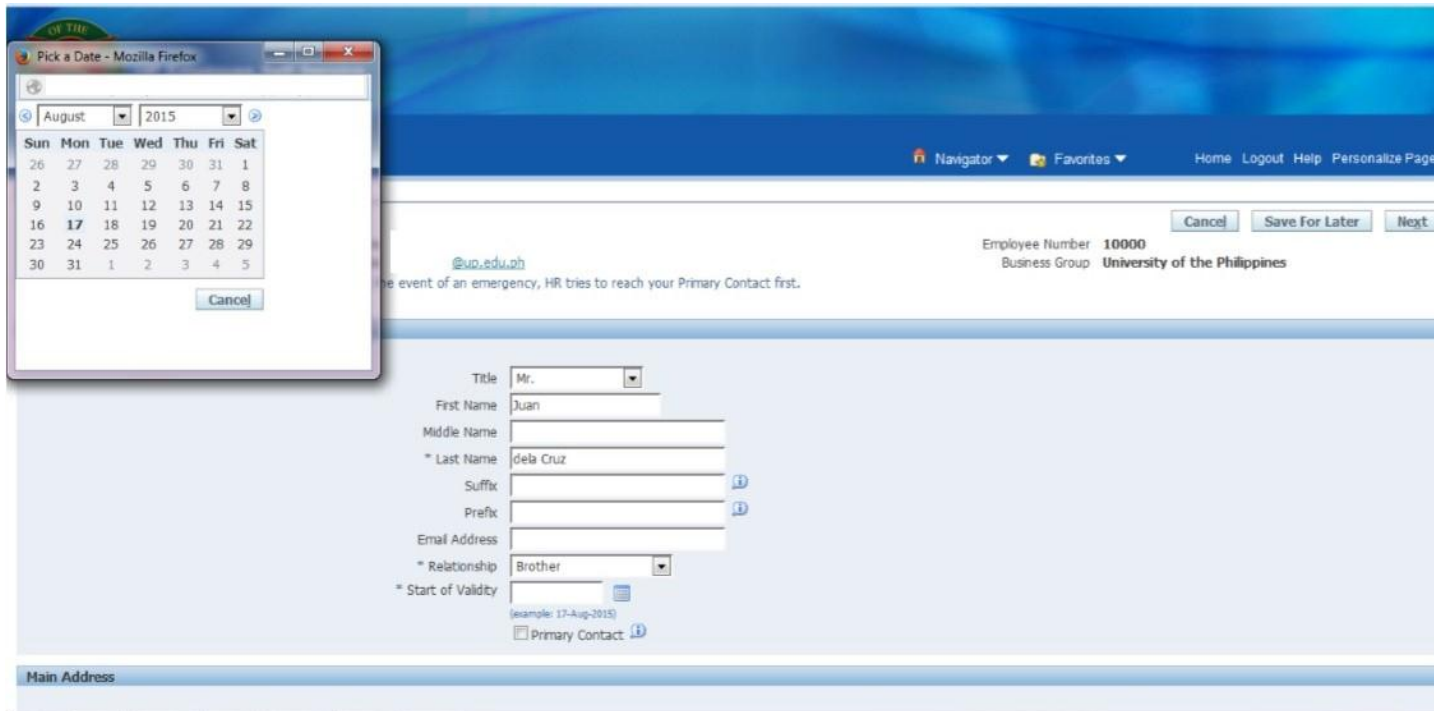 OF THE
Pick a Date - Mozilla Firefox
August 2015
Sun Mon Tue Wed Thu Fri Sat
26 27 28 29 30 31 1
2 3 4 5 6 7 8
9 10 11 12 13 14 15
16 17 18 19 20 21 22
23 24 25 26 27 28 29
30 31 1 2 3 4 5
Cancel
Navigator Favorites Home Logout Help Personalize Page
Cancel Save For Later Next
Employee Number 10000
@up.edu.ph Business Group University of the Philippines
event of an emergency, HR tries to reach your Primary Contact first.
Title Mr.
First Name Juan
Middle Name
* Last Name dela Cruz
Suffix
Prefix
Email Address
* Relationship Brother
* Start of Validity
(example: 17-Aug-2015)
Primary Contact
Main Address